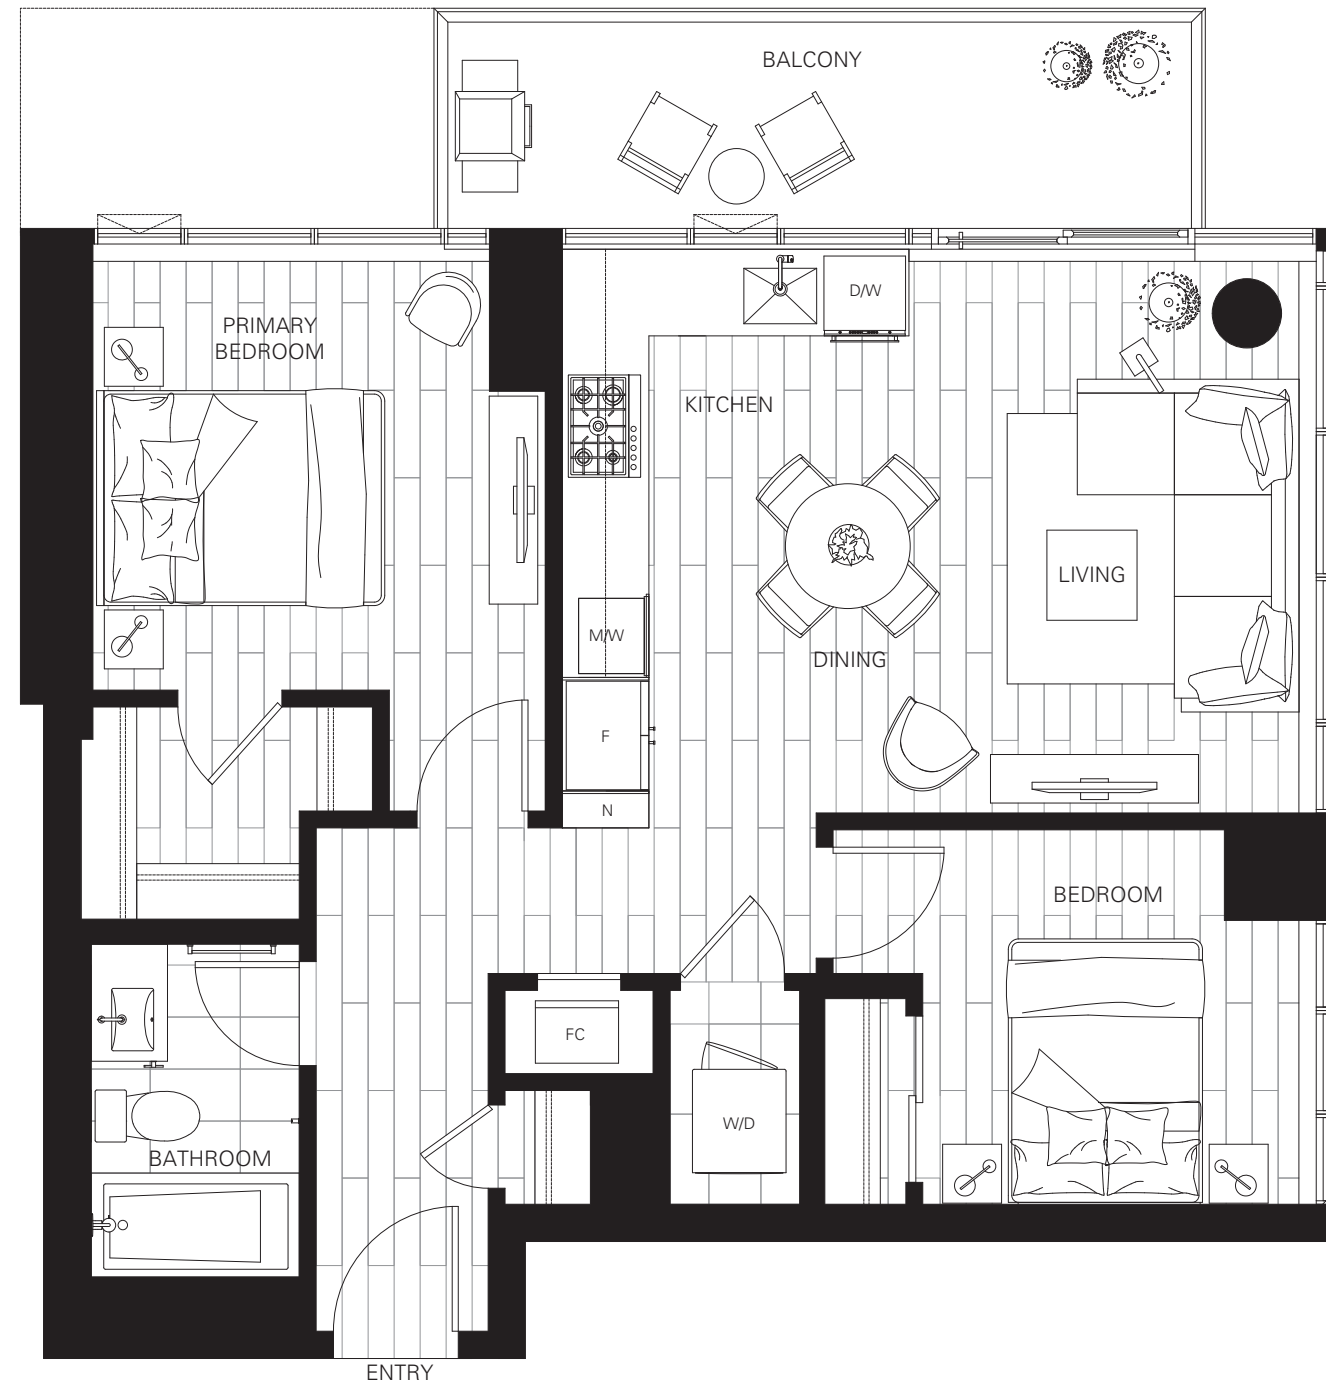 BALCONY
D/W
PRIMARY
BEDROOM
KITCHEN
LIVING
M/W
DINING
F
N
BEDROOM
FC
W/D
BATHROOM
ENTRY